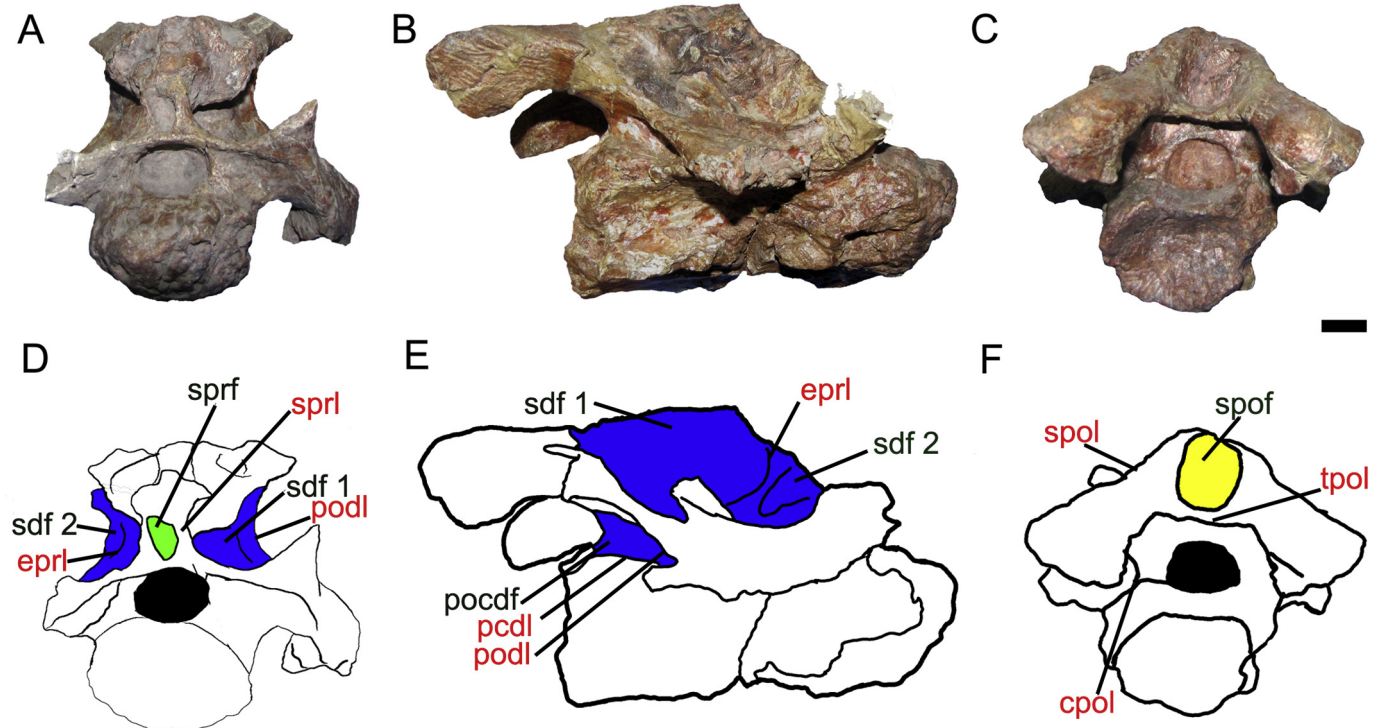 A
B
C
D
sprf
sprl
sdf 1
podl
sdf 2
eprl
E
sdf 1
eprl
sdf 2
pocdf
pcdl
podl
F
spof
spol
tpol
cpol